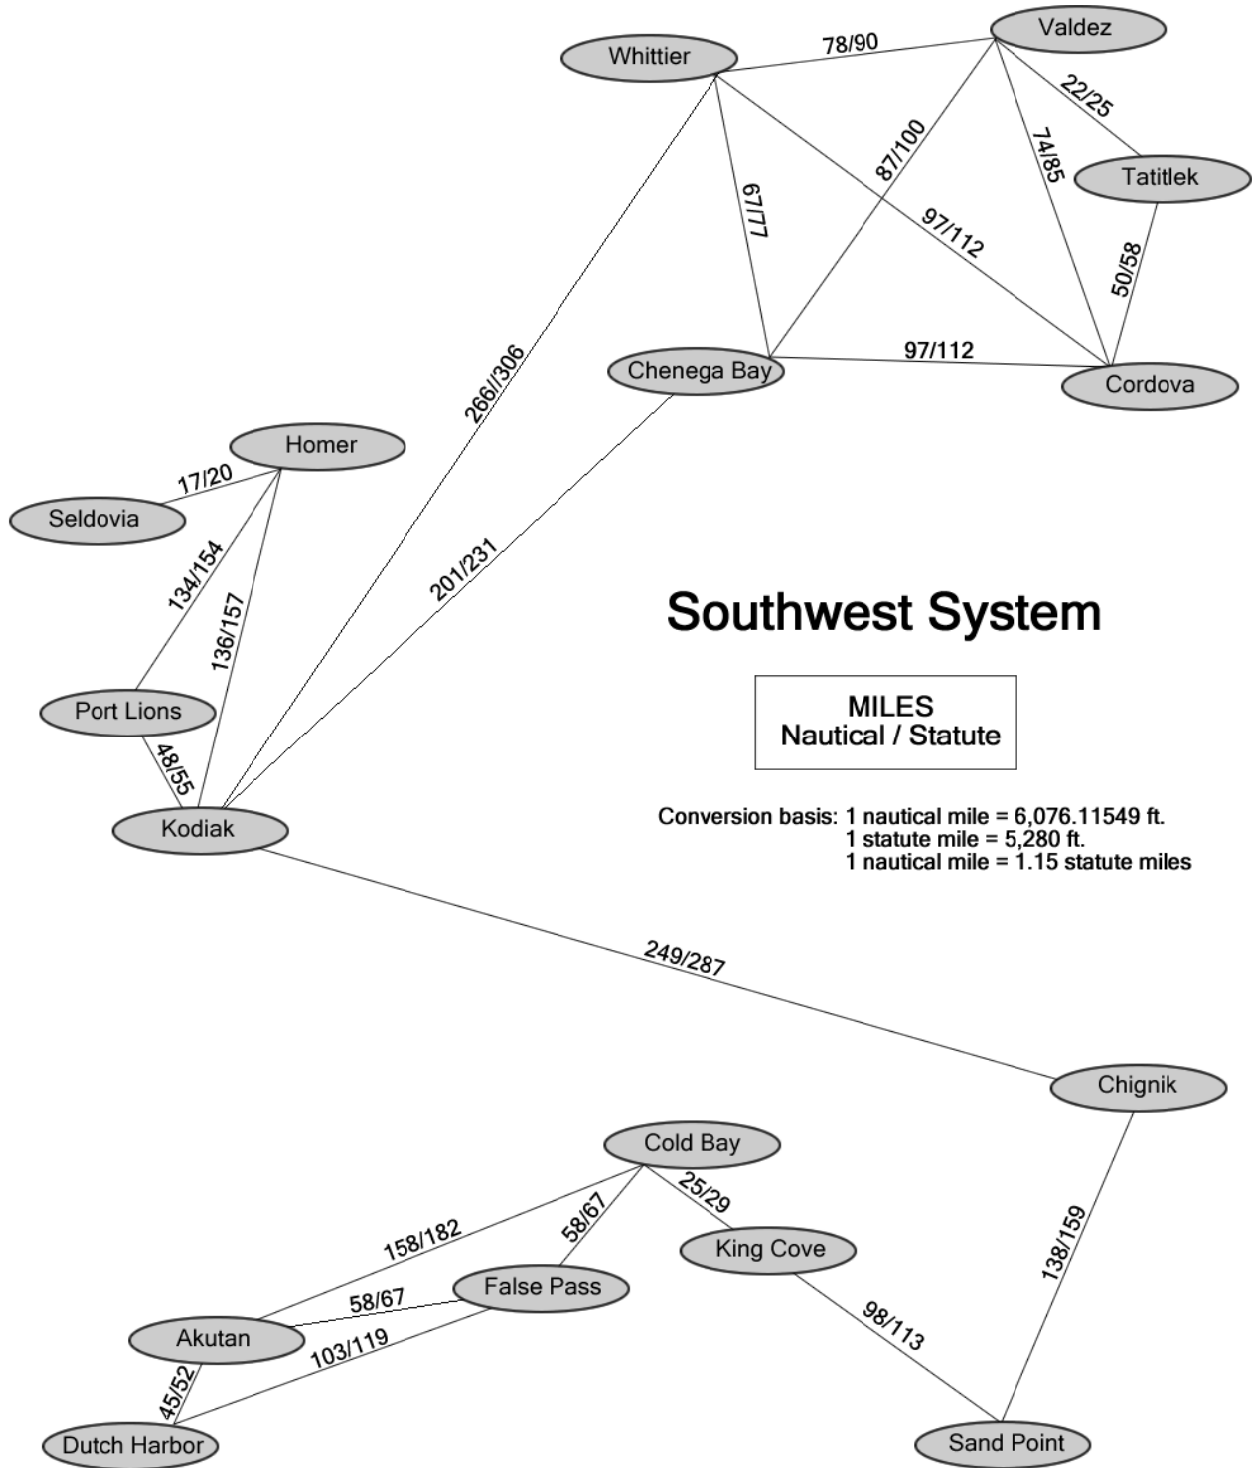 Valdez
78/90
Whittier
22/25
87/100
74/85
Tatitlek
67/77
97/112
50/58
97/112
Chenega Bay
Cordova
266//306
Homer
17/20
Seldovia
201/231
134/154
136/157
Southwest System
Port Lions
MILES
Nautical / Statute
48/55
Kodiak
Conversion basis: 1 nautical mile = 6,076.11549 ft.
1 statute mile = 5,280 ft.
1 nautical mile = 1.15 statute miles
249/287
Chignik
Cold Bay
25/29
58/67
158/182
King Cove
138/159
False Pass
58/67
Akutan
103/119
98/113
45/52
Dutch Harbor
Sand Point